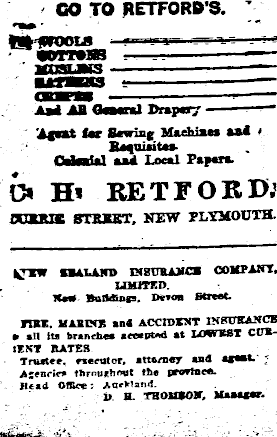 GO TO RETFORD'S.
WOOLS
COTTONS
MUSLINS
SATEENS
CREPES
And All General Drapery
Agent for Sewing Machines and
Requisites.
Colonial and Local Papers.
C. H. RETFORD,
CURRIE STREET, NEW PLYMOUTH.
NEW ZEALAND INSURANCE COMPANY,
LIMITED.
New Buildings, Devon Street.
FIRE, MARINE and ACCIDENT INSURANCE
all its branches accepted at LOWEST CUR-
RENT RATES
Trustee, executor, attorney and agent.
Agencies throughout the province.
Head Office: Auckland.
D. H. THOMSON, Manager.